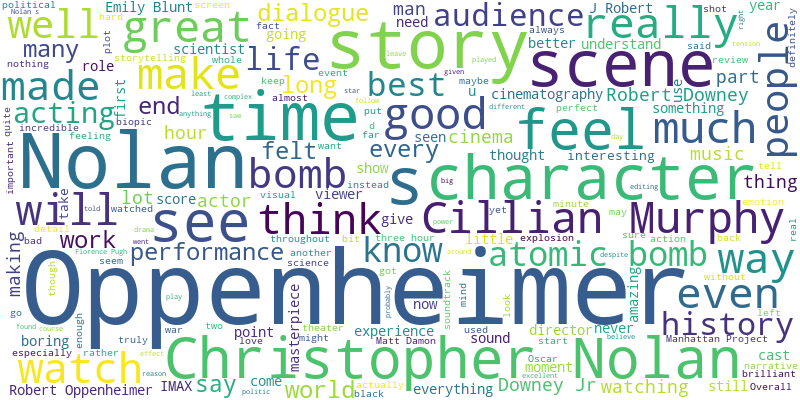 political
Nolan s
Emily Blunt
hard
screen
plot
dialogue
man
audience
really
J Robert
shot
always
said
year
definitely
right
tension
well
many
great
scientist
going
fact
need
better
understand
review
people
nothing
storytelling
whole
life
story
scene
role
event
keep
leave
played
given
made
make
long
best
maybe
u
cinematography
part
Robert Downey
use
acting
first
end
least
complex
almost
star
follow
time
good
different
perfect
something
feel
much
important
quite
incredible
biopic
anything
saw
hour
put
d
far
seen
cinema
day
feeling
want
felt
every
thought
interesting
music
tell
Nolan
bomb
instead
show
s
character
big
editing
thing
lot
score
actor
visual
viewer
give
yet
minute
may
emotion
will
take
told
watched
see
think
Cillian Murphy
real
work
drama
detail
bad
went
throughout
bit
three hour
little
power
explosion
sure
action
back
making
though
seem
Florence Pugh
performance
another
science
know
around
atomic bomb
despite
without
way
Oppenheimer
got
probably
soundtrack
mind
look
amazing
even
go
play
found
course
enough
truly
war
two
point
masterpiece
theater
now
experience
used
director
never
left
history
boring
love
might
Matt Damon
sound
start
believe
Manhattan Project
especially
rather
effect
Christopher Nolan
Oscar
moment
cast
narrative
watch
reason
actually
excellent
brilliant
Robert Oppenheimer
IMAX
say
come
politic
world
black
everything
Downey Jr
watching
still
Overall